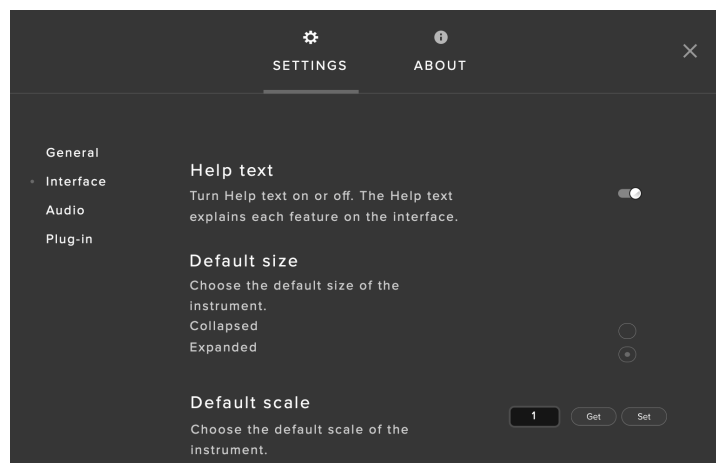 SETTINGS ABOUT
General
Interface
Audio
Plug-in
Help text
Turn Help text on or off. The Help text
explains each feature on the interface.
Default size
Choose the default size of the
instrument.
Collapsed
Expanded
Default scale
1 Get Set
Choose the default scale of the
instrument.